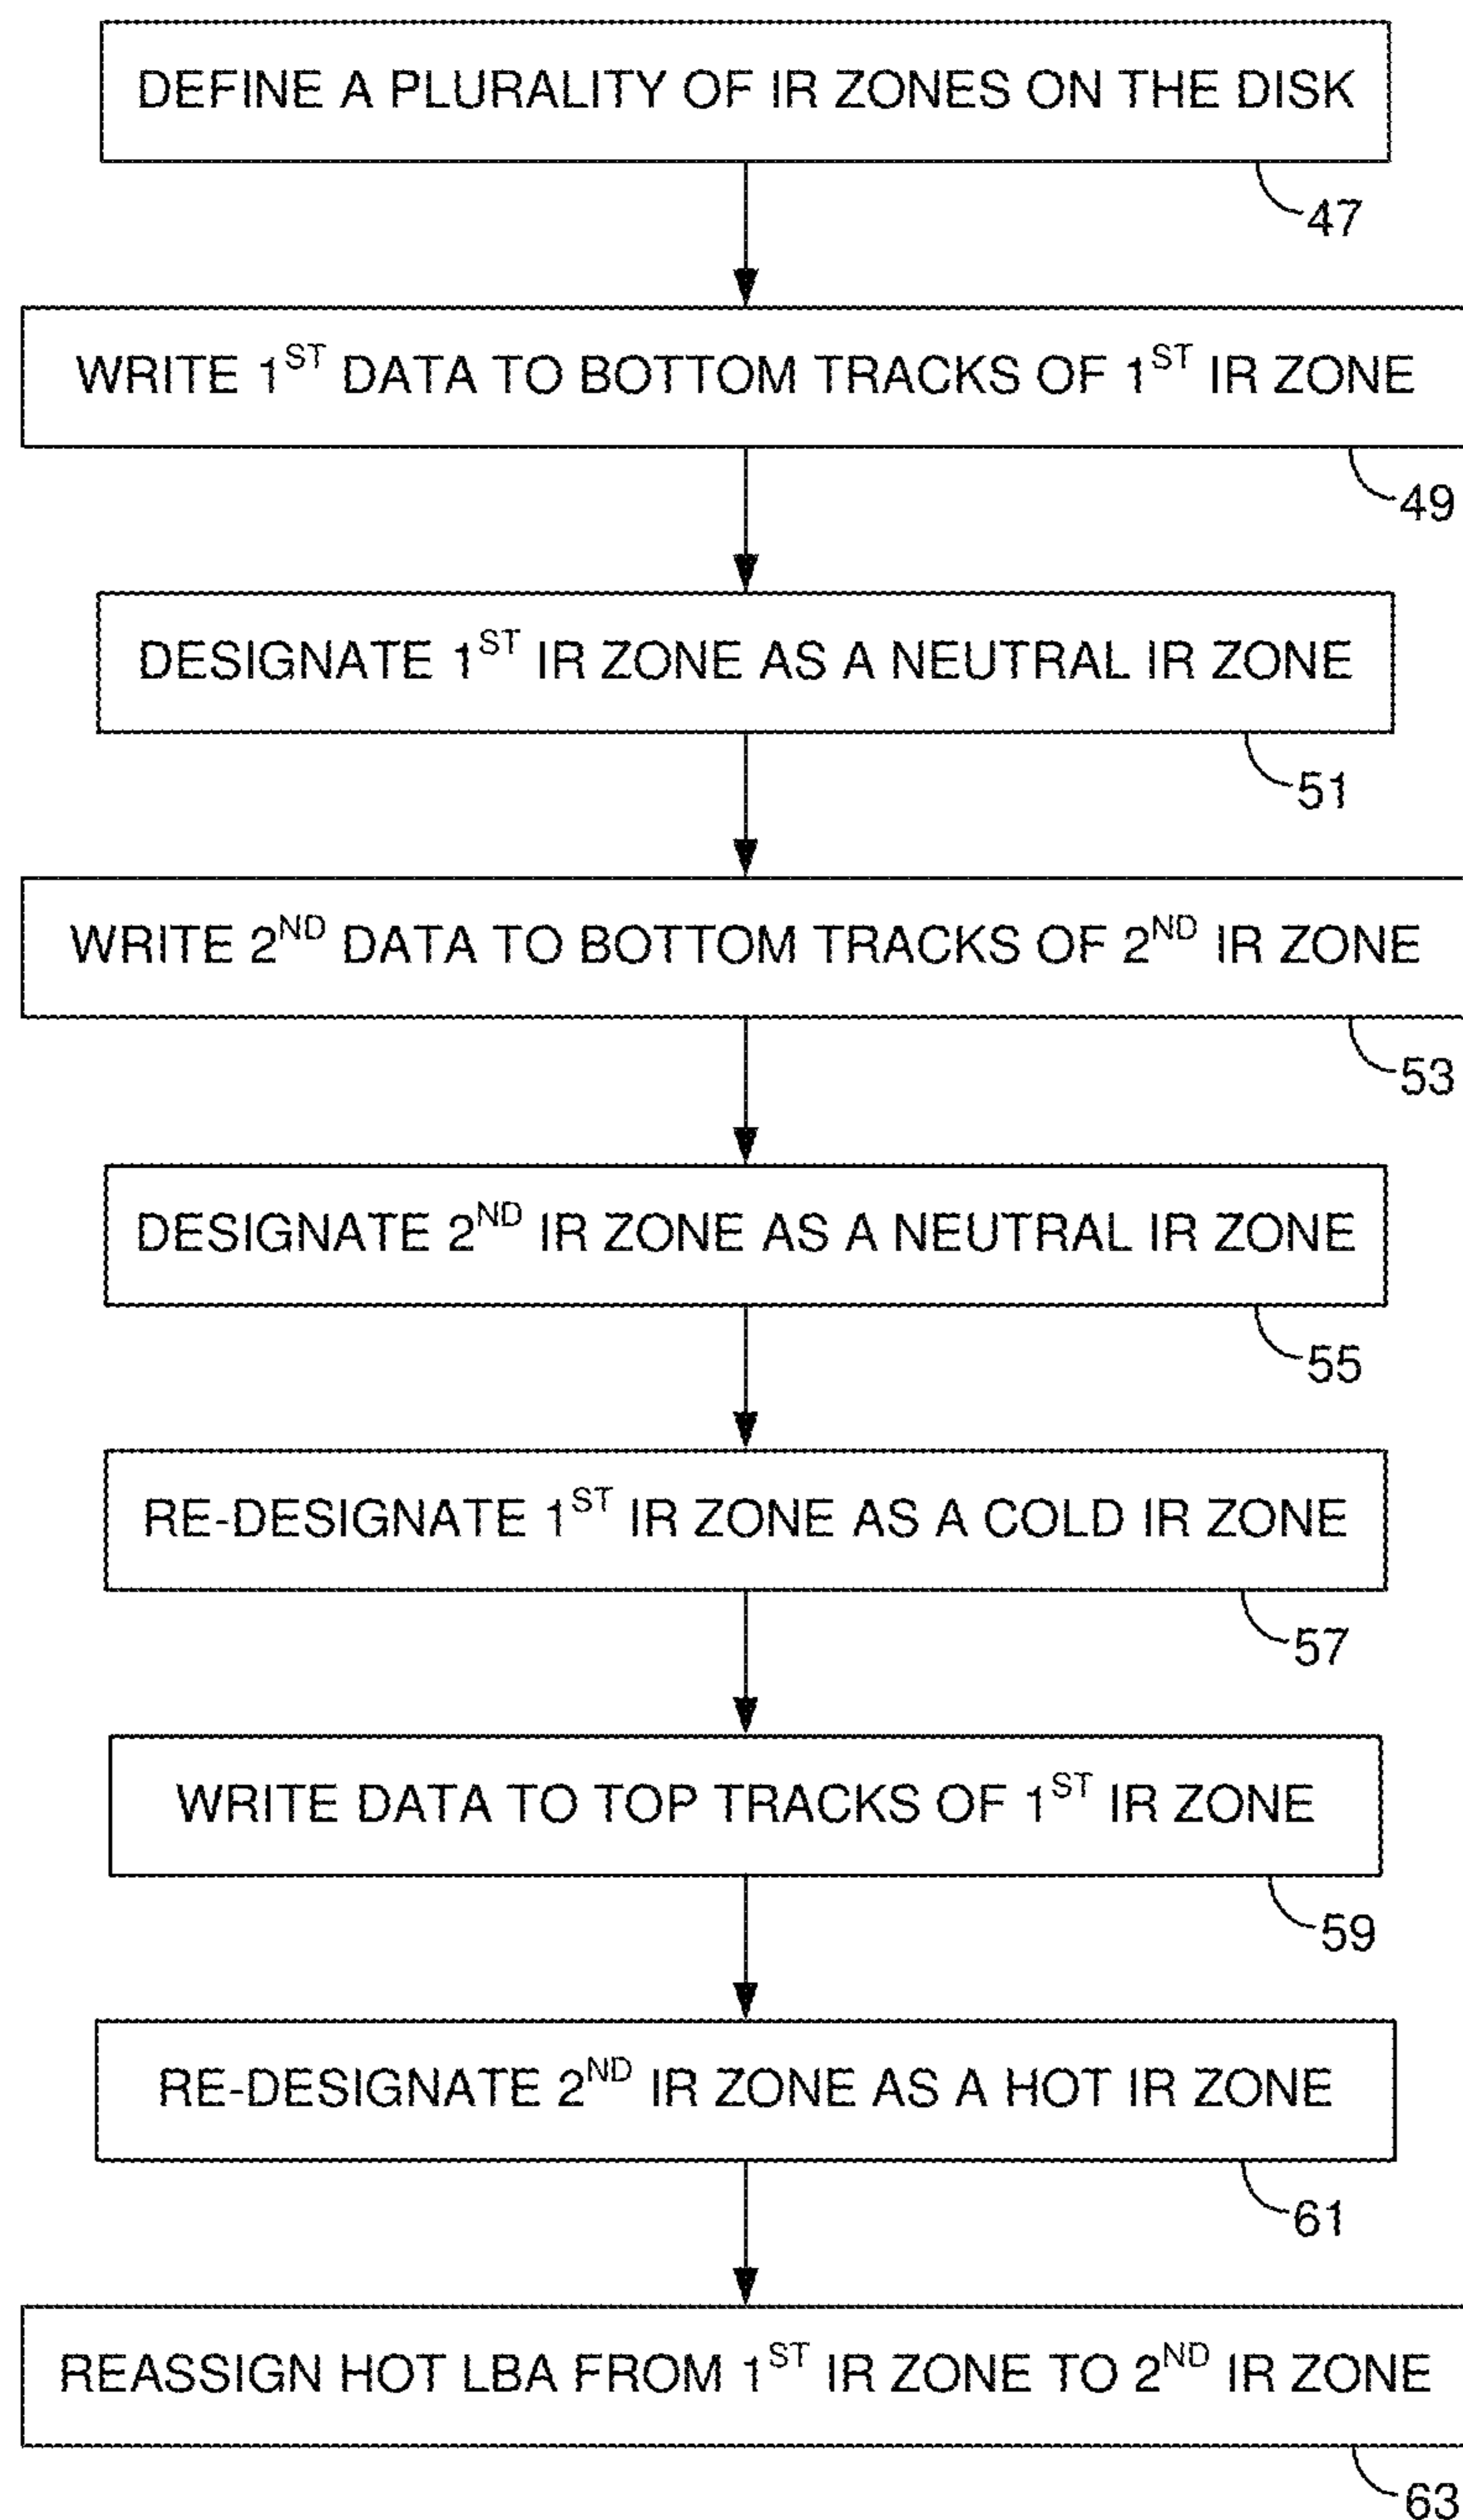 DEFINE A PLURALITY OF IR ZONES ON THE DISK
47
WRITE 1ST DATA TO BOTTOM TRACKS OF 1ST IR ZONE
49
DESIGNATE 1ST IR ZONE AS A NEUTRAL IR ZONE
51
WRITE 2ND DATA TO BOTTOM TRACKS OF 2ND IR ZONE
53
DESIGNATE 2ND IR ZONE AS A NEUTRAL IR ZONE
55
RE-DESIGNATE 1ST IR ZONE AS A COLD IR ZONE
57
WRITE DATA TO TOP TRACKS OF 1ST IR ZONE
59
RE-DESIGNATE 2ND IR ZONE AS A HOT IR ZONE
61
REASSIGN HOT LBA FROM 1ST IR ZONE TO 2ND IR ZONE
63